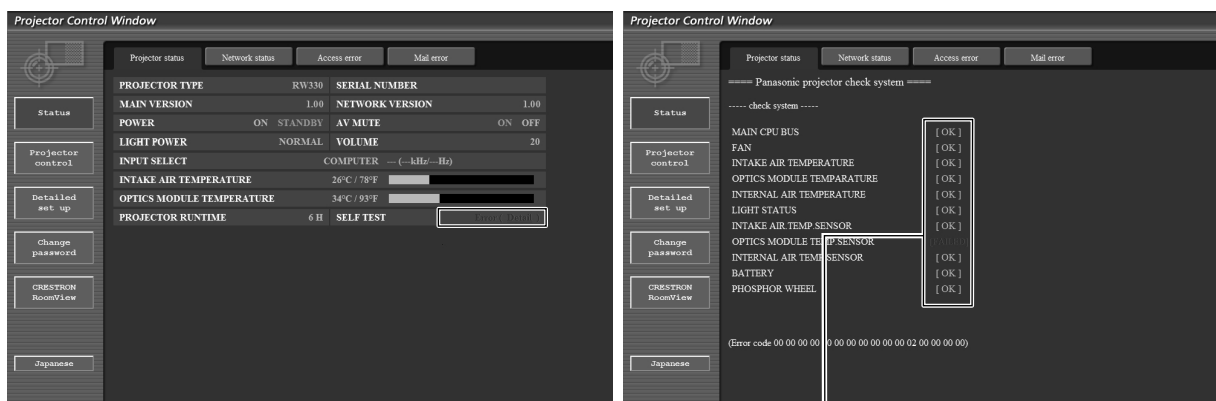 Projector Control Window
Projector status Network status Access error Mail error
Status
Projector control
Detailed set up
Change password
CRESTRON RoomView
Japanese
PROJECTOR TYPE RW330 SERIAL NUMBER
MAIN VERSION 1.00 NETWORK VERSION 1.00
POWER ON STANDBY AV MUTE ON OFF
LIGHT POWER NORMAL VOLUME 20
INPUT SELECT COMPUTER --- (---kHz/---Hz)
INTAKE AIR TEMPERATURE 26°C / 78°F
OPTICS MODULE TEMPERATURE 34°C / 93°F
PROJECTOR RUNTIME 6 H SELF TEST Error [ Detail ]
Projector Control Window
Projector status Network status Access error Mail error
Status
Projector control
Detailed set up
Change password
CRESTRON RoomView
Japanese
==== Panasonic projector check system ====
----- check system -----
MAIN CPU BUS [ OK ]
FAN [ OK ]
INTAKE AIR TEMPERATURE [ OK ]
OPTICS MODULE TEMPARATURE [ OK ]
INTERNAL AIR TEMPERATURE [ OK ]
LIGHT STATUS [ OK ]
INTAKE AIR.TEMP.SENSOR [ OK ]
OPTICS MODULE TEMP.SENSOR [FAILED]
INTERNAL AIR TEMP.SENSOR [ OK ]
BATTERY [ OK ]
PHOSPHOR WHEEL [ OK ]
(Error code 00 00 00 00 00 00 00 00 00 00 02 00 00 00 00)